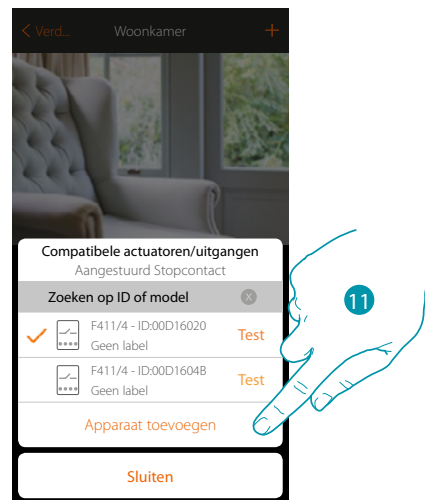 Verd... Woonkamer +
Compatibele actuatoren/uitgangen
Aangestuurd Stopcontact
Zoeken op ID of model X
F411/4 - ID:00D16020
Geen label
Test
F411/4 - ID:00D1604B
Geen label
Test
Apparaat toevoegen
Sluiten
11